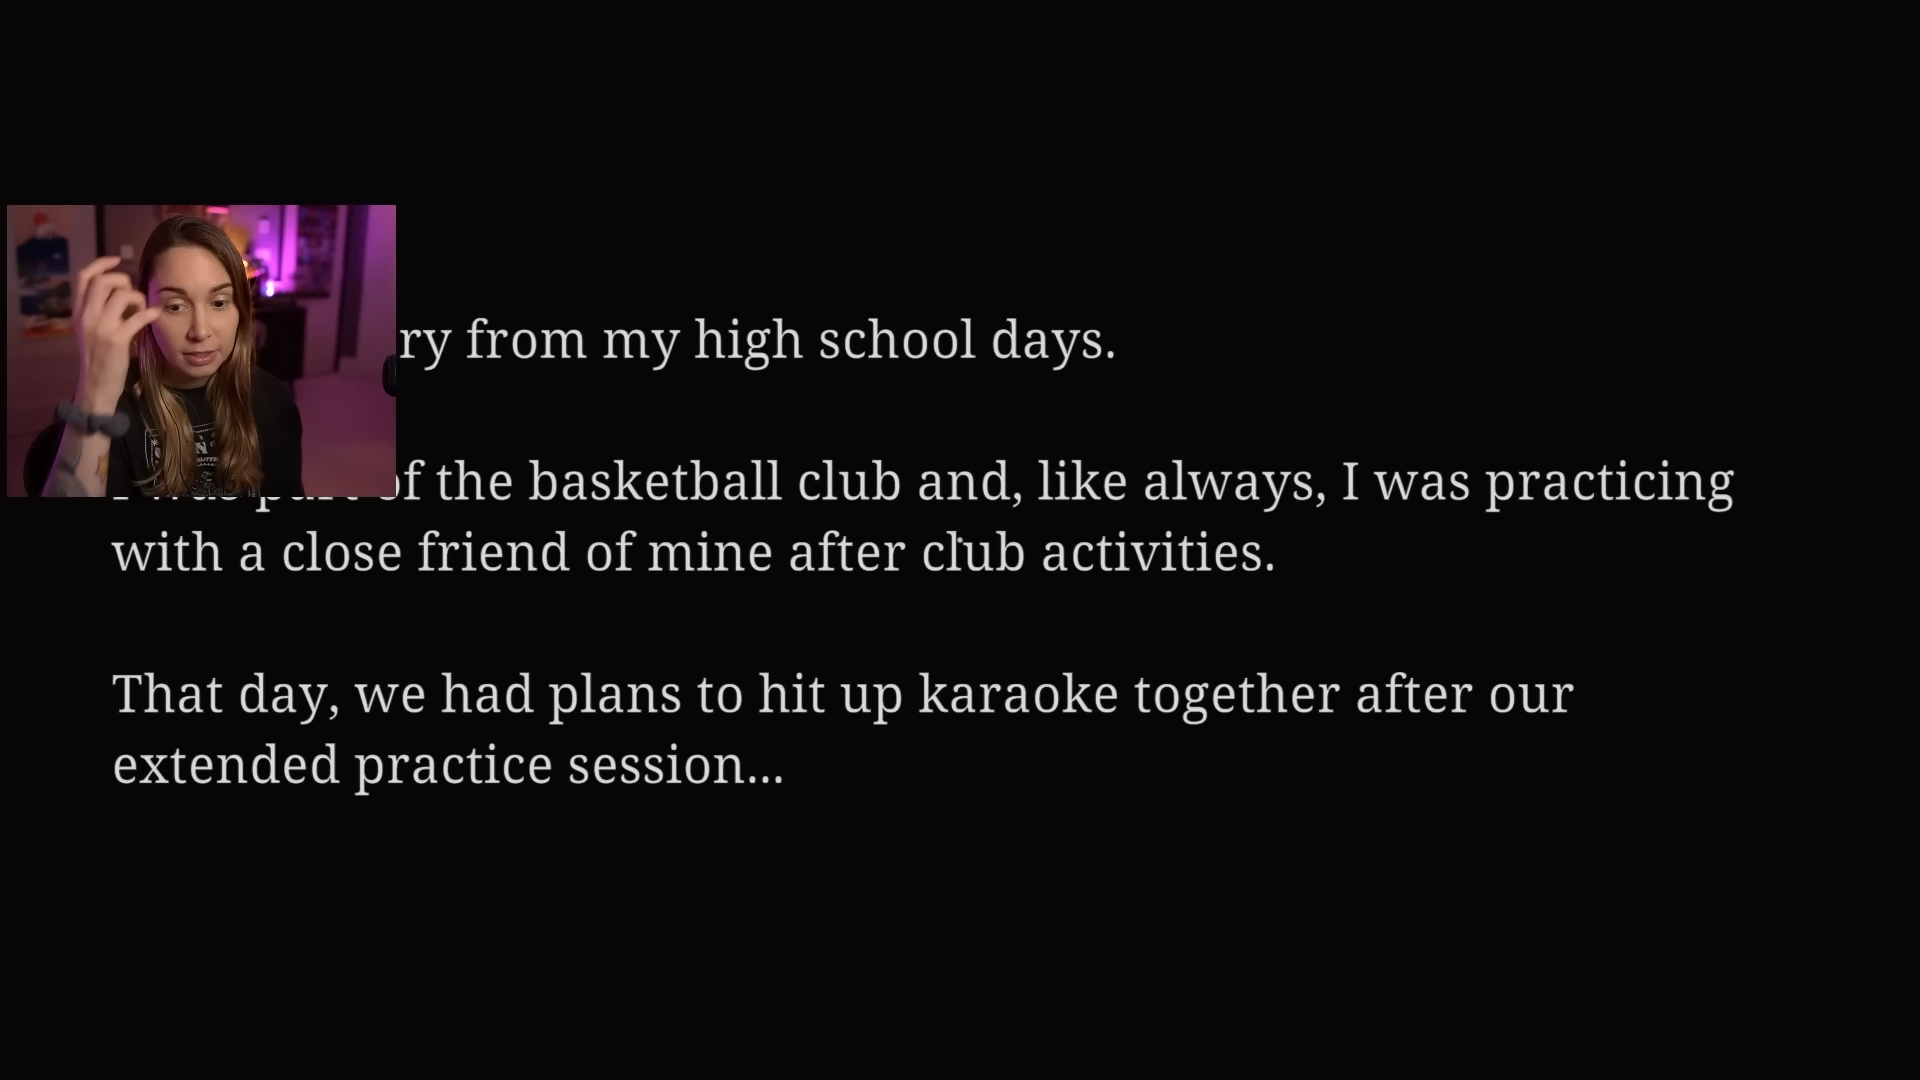 from my high school days.
of the basketball club and, like always, I was practicing
with a close friend of mine after club activities.
That day, we had plans to hit up karaoke together after our
extended practice session...